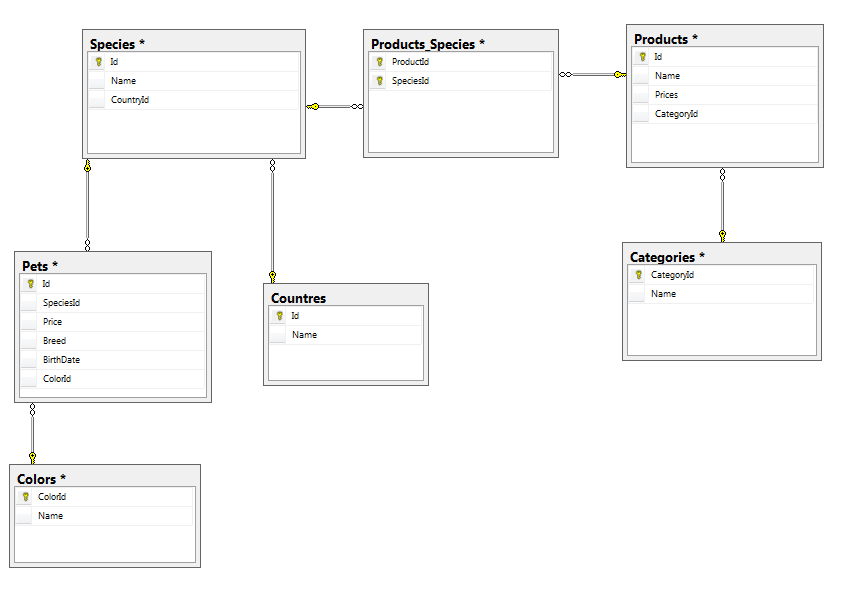 Species *
Id
Name
CountryId
Products_Species *
ProductId
SpeciesId
Products *
Id
Name
Prices
CategoryId
Pets *
Id
SpeciesId
Price
Breed
BirthDate
ColorId
Countres
Id
Name
Categories *
CategoryId
Name
Colors *
ColorId
Name